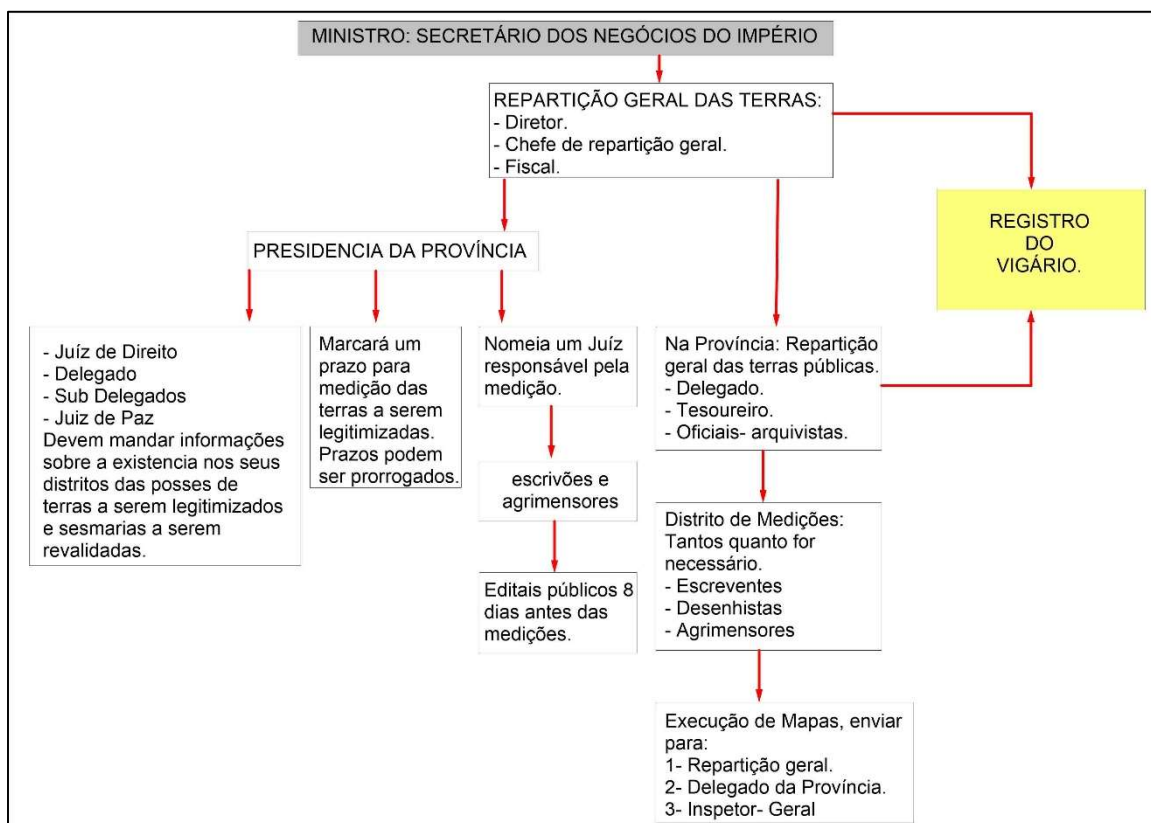 MINISTRO: SECRETÁRIO DOS NEGÓCIOS DO IMPÉRIO
REPARTIÇÃO GERAL DAS TERRAS:
- Diretor.
- Chefe de repartição geral.
- Fiscal.
REGISTRO
DO
VIGÁRIO.
PRESIDENCIA DA PROVÍNCIA
- Juíz de Direito
- Delegado
- Sub Delegados
- Juiz de Paz
Devem mandar informações
sobre a existencia nos seus
distritos das posses de
terras a serem legitimizados
e sesmarias a serem
revalidadas.
Marcará um
prazo para
medição das
terras a serem
legitimizadas.
Prazos podem
ser prorrogados.
Nomeia um Juíz
responsável pela
medição.
escrivões e
agrimensores
Editais públicos 8
dias antes das
medições.
Na Província: Repartição
geral das terras públicas.
- Delegado.
- Tesoureiro.
- Oficiais- arquivistas.
Distrito de Medições:
Tantos quanto for
necessário.
- Escreventes
- Desenhistas
- Agrimensores
Execução de Mapas, enviar
para:
1- Repartição geral.
2- Delegado da Província.
3- Inspetor- Geral